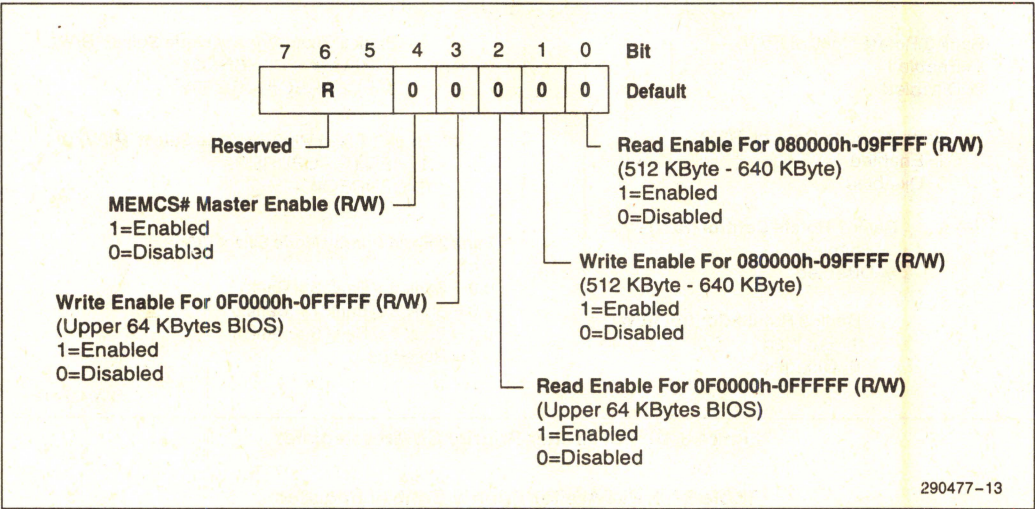 7 6 5 4 3 2 1 0 Bit
R 0 0 0 0 0 Default
Reserved
Read Enable For 080000h-09FFFF (R/W)
(512 KByte - 640 KByte)
1=Enabled
0=Disabled
MEMCS# Master Enable (R/W)
1=Enabled
0=Disabled
Write Enable For 080000h-09FFFF (R/W)
(512 KByte - 640 KByte)
1=Enabled
0=Disabled
Write Enable For 0F0000h-0FFFFF (R/W)
(Upper 64 KBytes BIOS)
1=Enabled
0=Disabled
Read Enable For 0F0000h-0FFFFF (R/W)
(Upper 64 KBytes BIOS)
1=Enabled
0=Disabled
290477-13